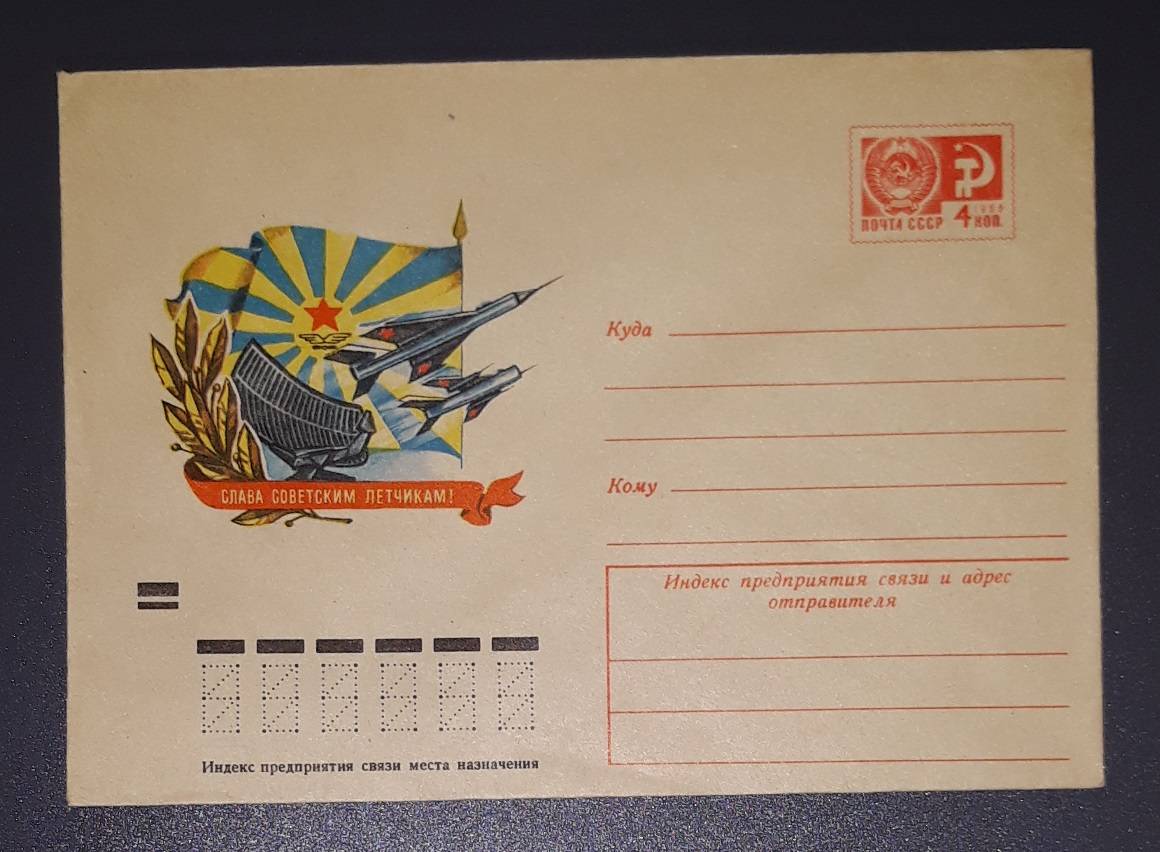 ПОЧТА СССР
1966
4 КОП.
СЛАВА СОВЕТСКИМ ЛЕТЧИКАМ!
Куда
Кому
Индекс предприятия связи и адрес
отправителя
Индекс предприятия связи места назначения